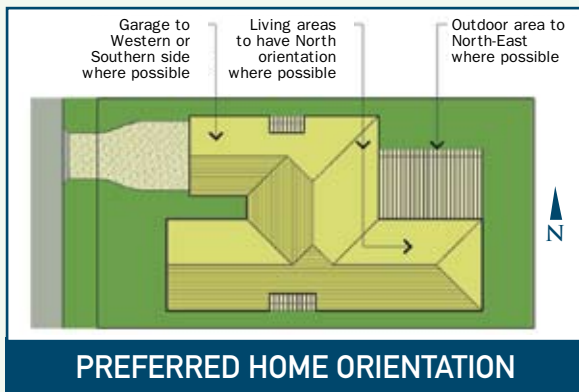 Garage to
Western or
Southern side
where possible
Living areas
to have North
orientation
where possible
Outdoor area to
North-East
where possible
N
PREFERRED HOME ORIENTATION